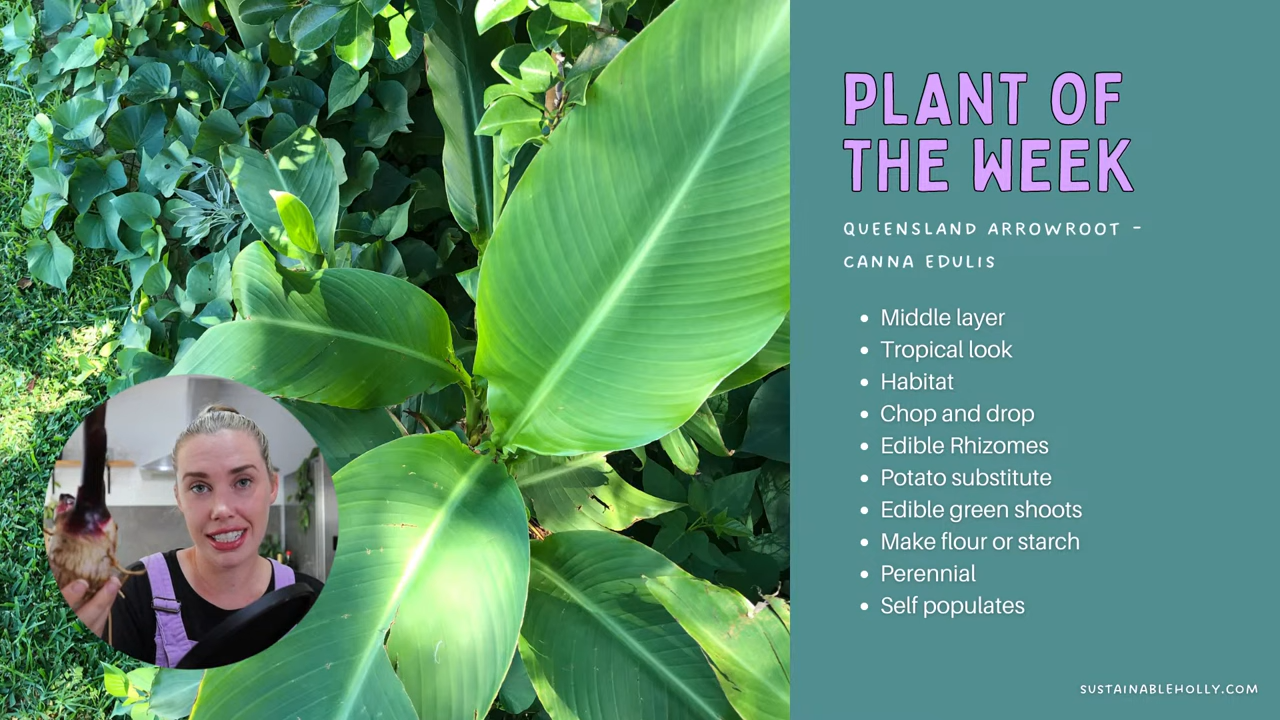 PLANT OF
THE WEEK
QUEENSLAND ARROWROOT -
CANNA EDULIS
• Middle layer
• Tropical look
• Habitat
• Chop and drop
• Edible Rhizomes
• Potato substitute
• Edible green shoots
• Make flour or starch
• Perennial
• Self populates
SUSTAINABLEHOLLY.COM